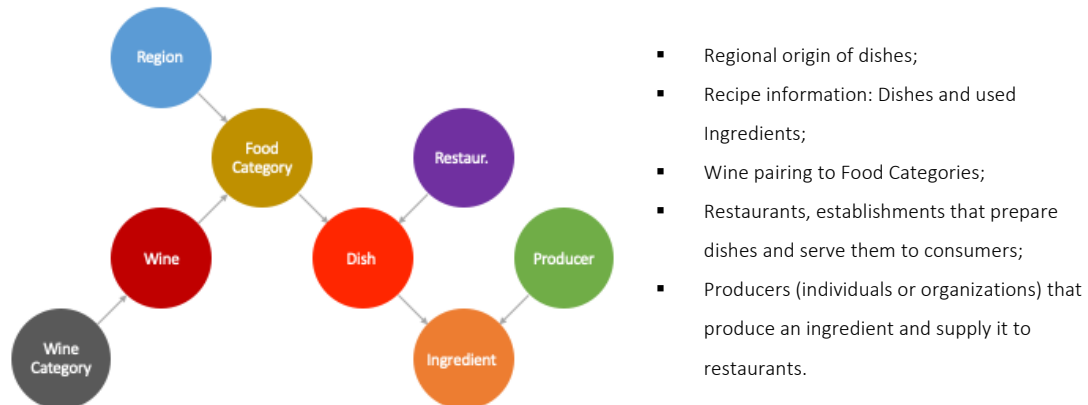 Region
Food
Category
Restaur.
Wine
Dish
Producer
Wine
Category
Ingredient
▪ Regional origin of dishes;
▪ Recipe information: Dishes and used
Ingredients;
▪ Wine pairing to Food Categories;
▪ Restaurants, establishments that prepare
dishes and serve them to consumers;
▪ Producers (individuals or organizations) that
produce an ingredient and supply it to
restaurants.